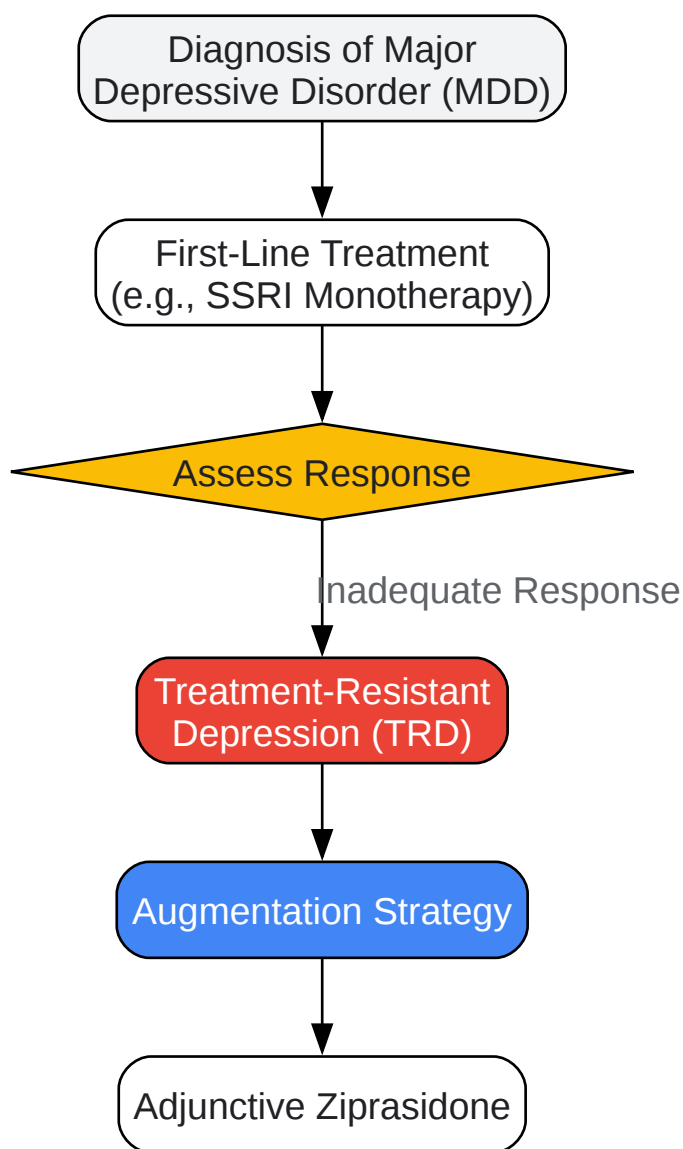 Diagnosis of Major
Depressive Disorder (MDD)
First-Line Treatment
(e.g., SSRI Monotherapy)
Assess Response
Inadequate Response
Treatment-Resistant
Depression (TRD)
Augmentation Strategy
Adjunctive Ziprasidone